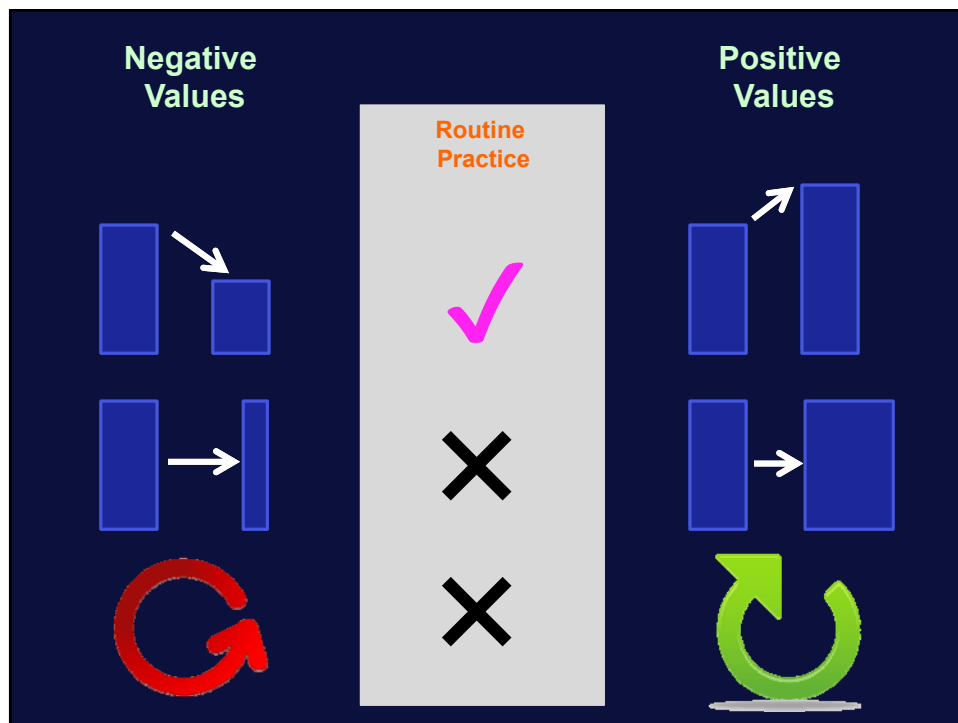 Negative
Values
Routine
Practice
Positive
Values